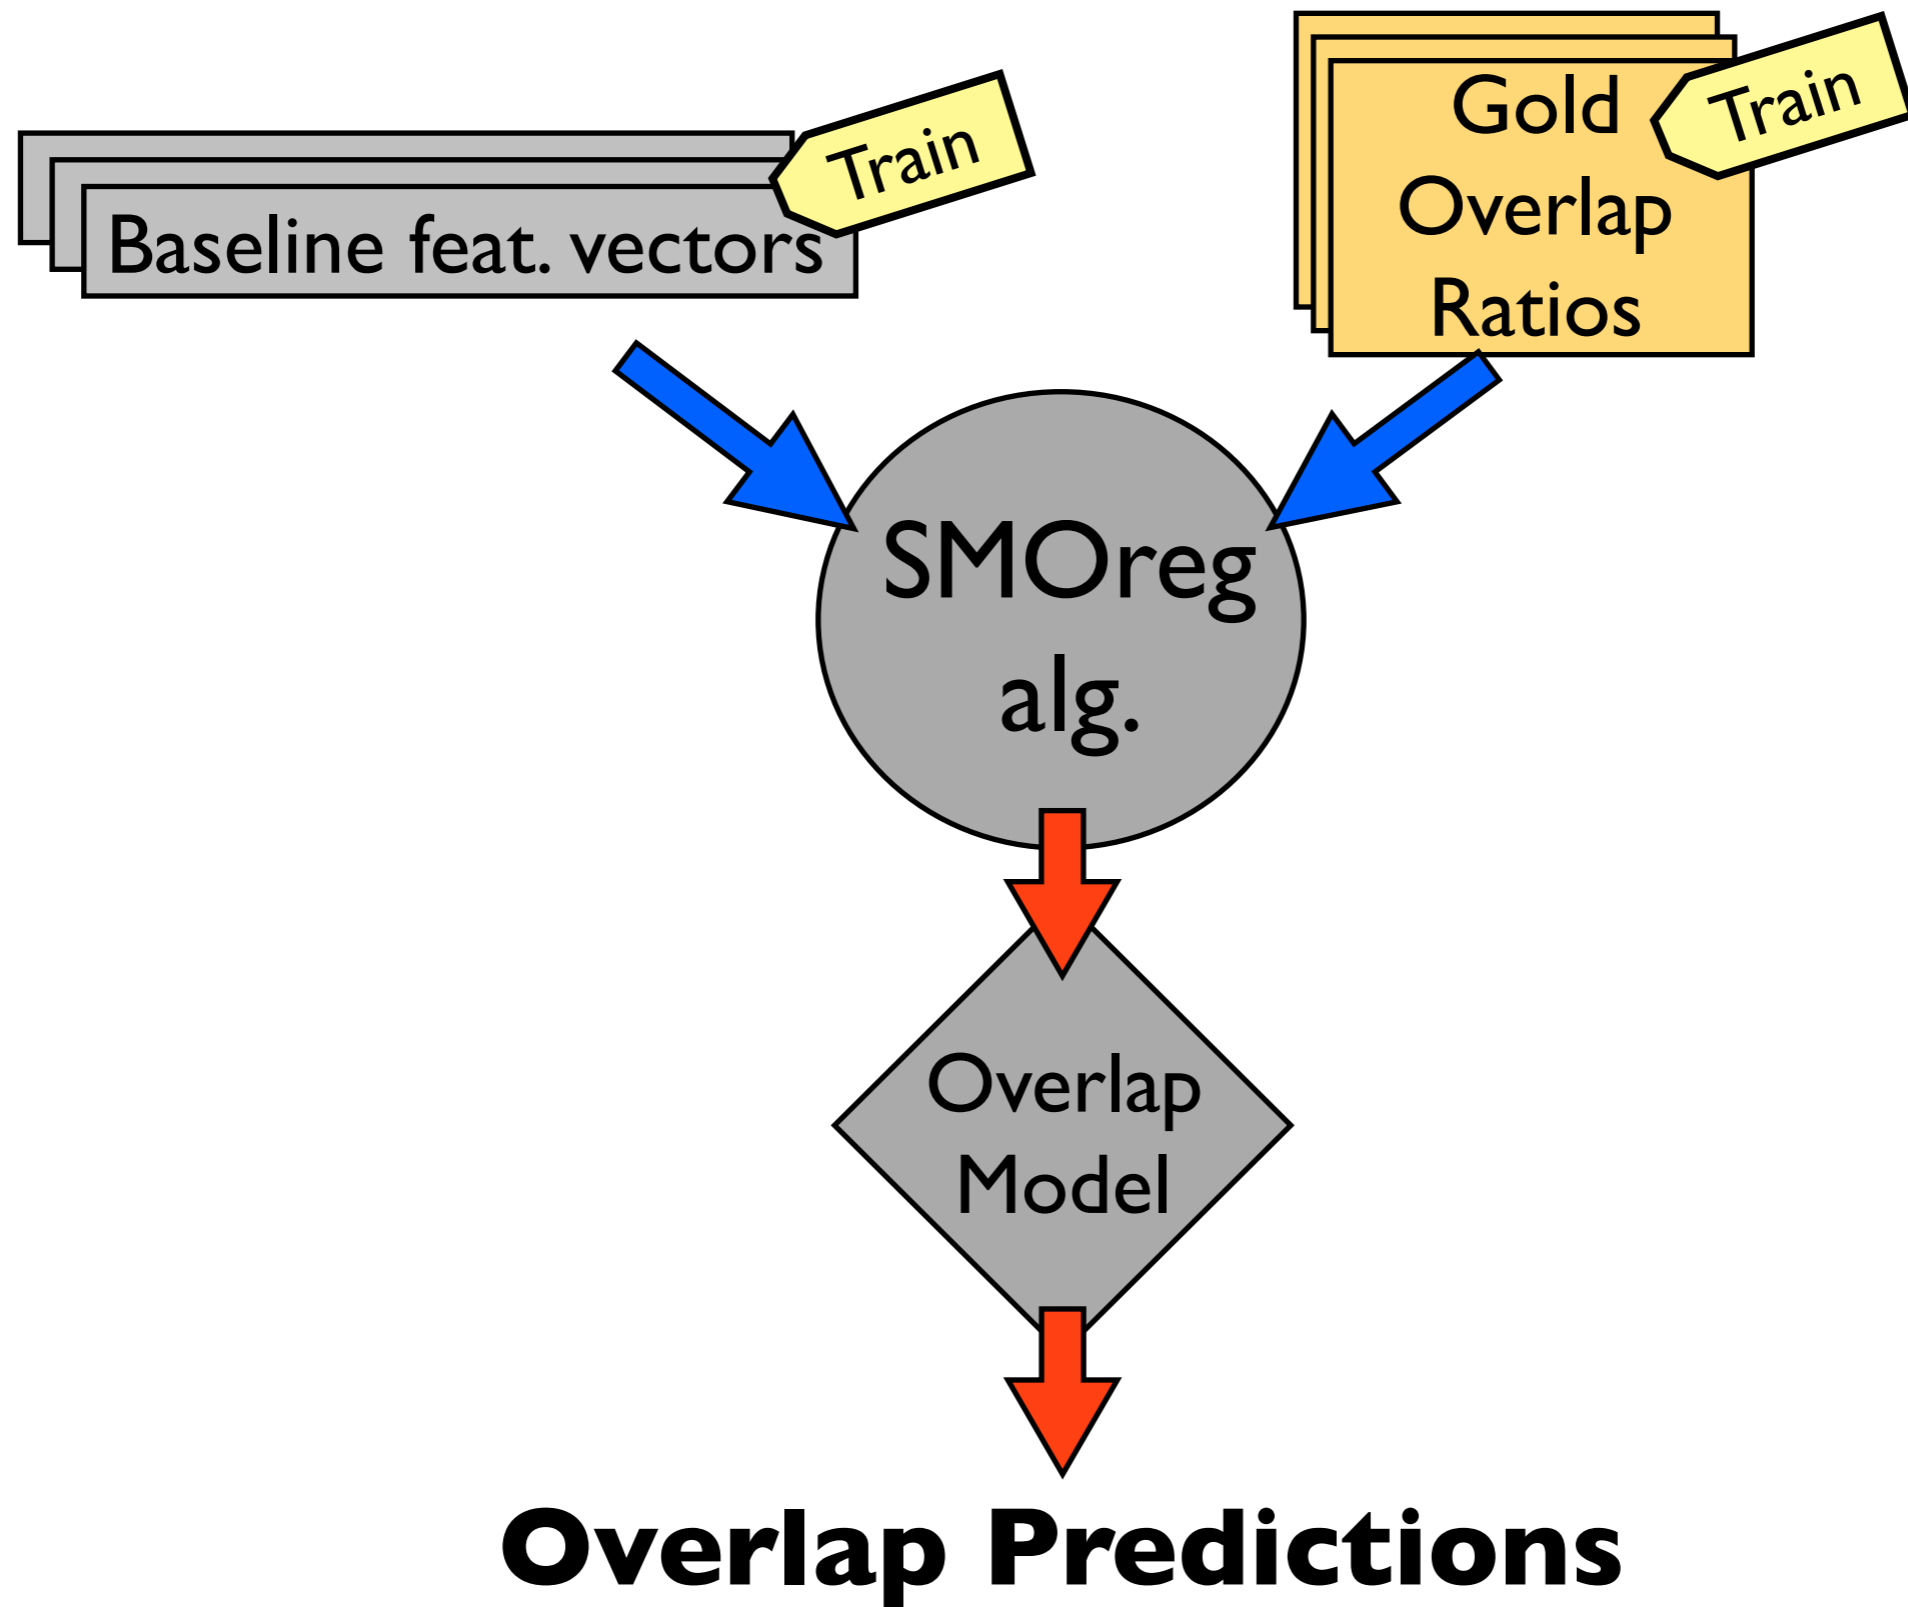 Train
Baseline feat. vectors
Train
Gold
Overlap
Ratios
SMOreg
alg.
Overlap
Model
Overlap Predictions